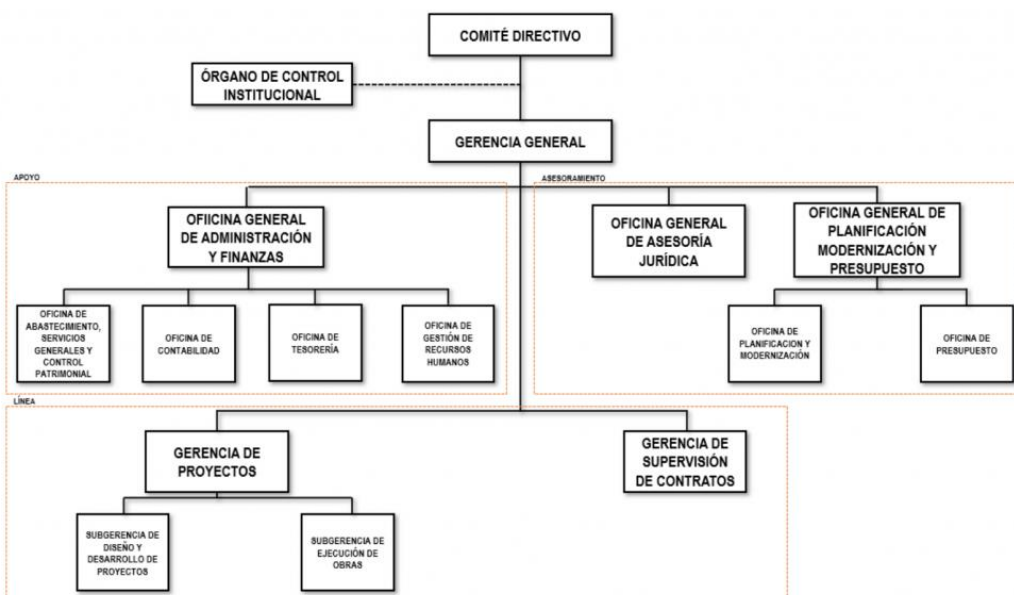 COMITÉ DIRECTIVO
ÓRGANO DE CONTROL
INSTITUCIONAL
GERENCIA GENERAL
APOYO
ASESORAMIENTO
OFIICINA GENERAL
DE ADMINISTRACIÓN
Y FINANZAS
OFICINA GENERAL
DE ASESORÍA
JURÍDICA
OFICINA GENERAL DE
PLANIFICACIÓN
MODERNIZACIÓN Y
PRESUPUESTO
OFICINA DE
ABASTECIMIENTO,
SERVICIOS
GENERALES Y
CONTROL
PATRIMONIAL
OFICINA DE
CONTABILIDAD
OFICINA DE
TESORERÍA
OFICINA DE
GESTIÓN DE
RECURSOS
HUMANOS
OFICINA DE
PLANIFICACION Y
MODERNIZACIÓN
OFICINA DE
PRESUPUESTO
LÍNEA
GERENCIA DE
PROYECTOS
GERENCIA DE
SUPERVISIÓN
DE CONTRATOS
SUBGERENCIA DE
DISEÑO Y
DESARROLLO DE
PROYECTOS
SUBGERENCIA DE
EJECUCIÓN DE
OBRAS